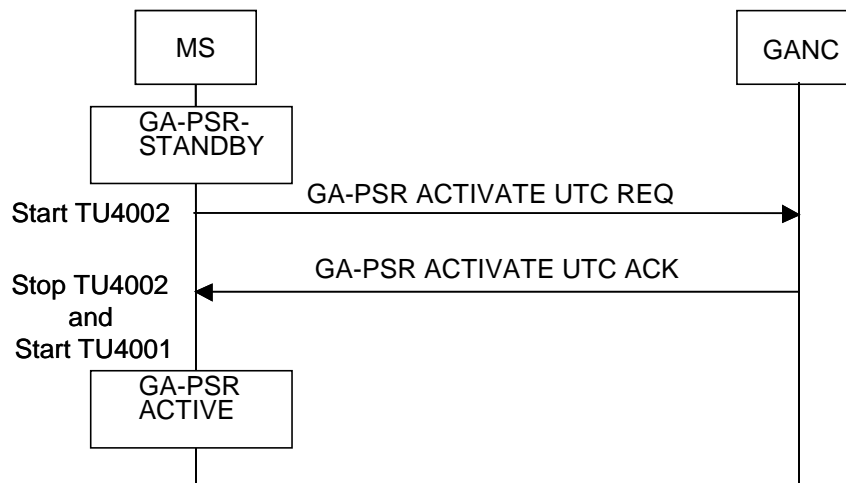 MS
GANC
GA-PSR-
STANDBY
GA-PSR ACTIVATE UTC REQ
Start TU4002
GA-PSR ACTIVATE UTC ACK
Stop TU4002
and
Start TU4001
GA-PSR
ACTIVE